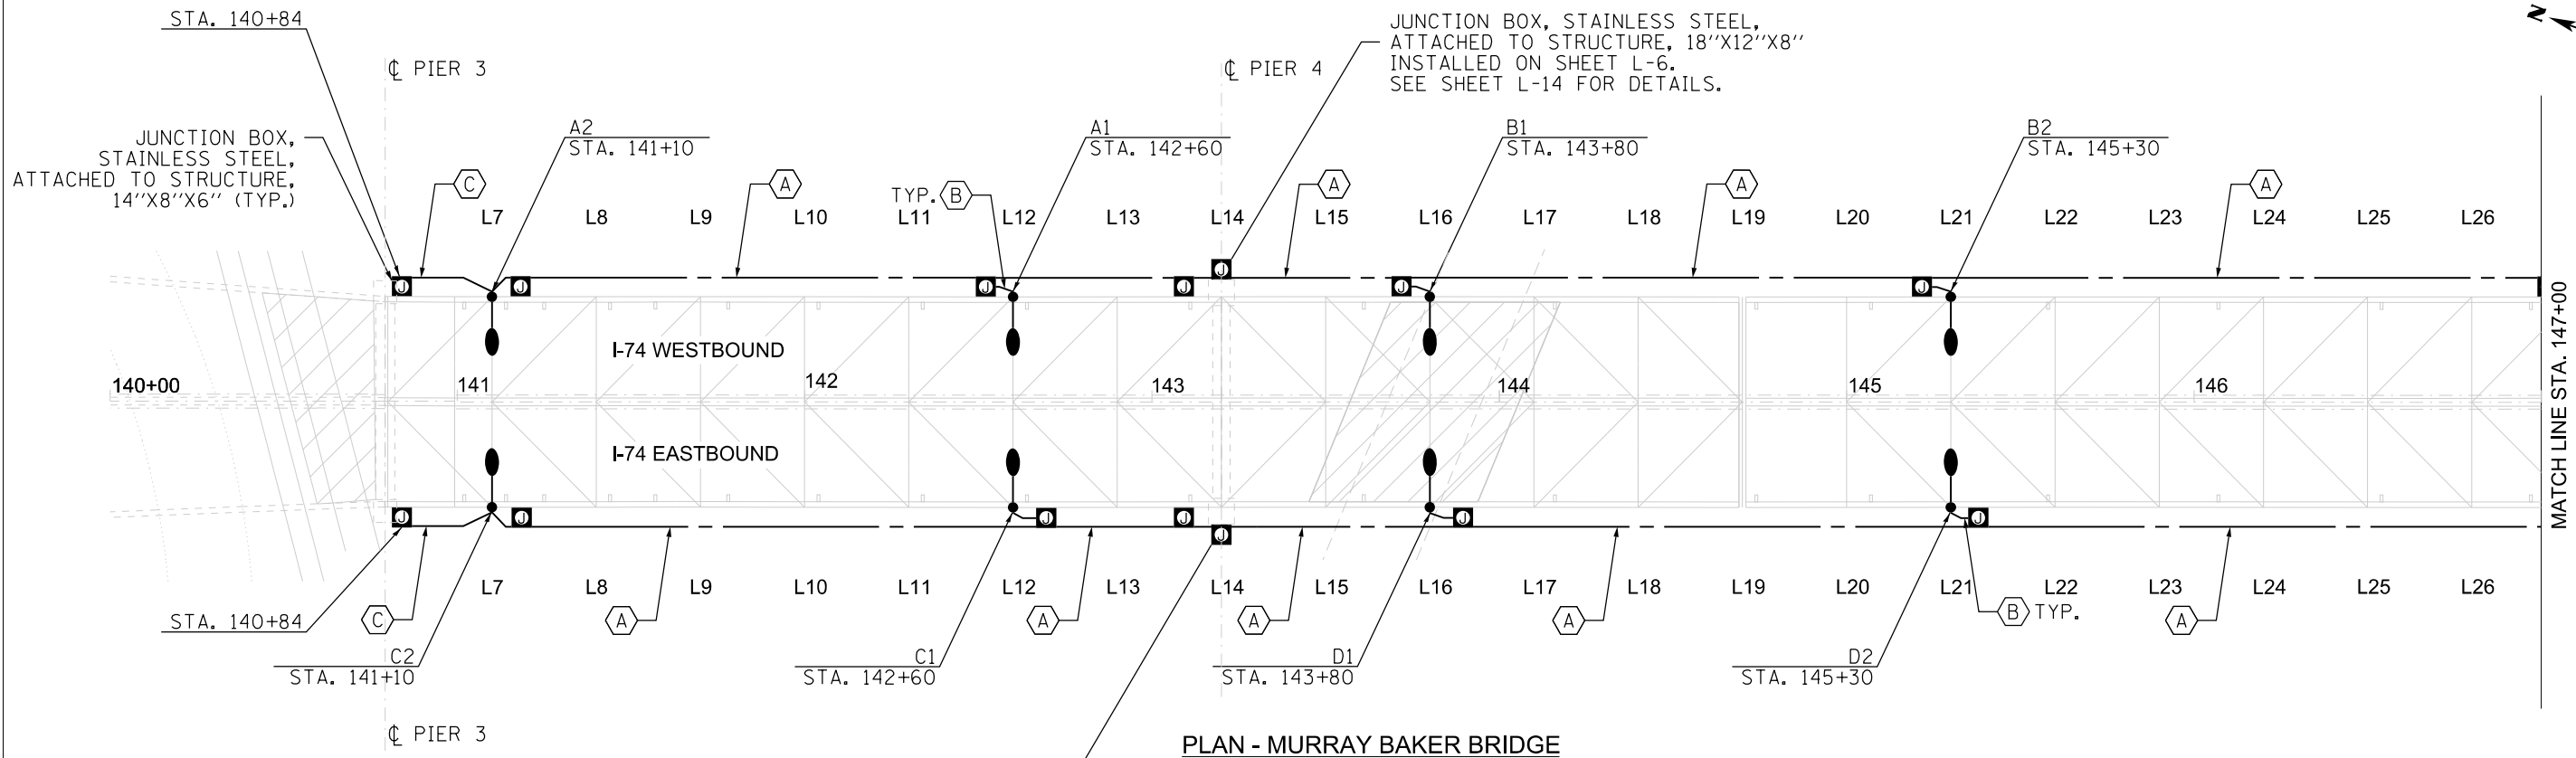 STA. 140+84
JUNCTION BOX, STAINLESS STEEL,
ATTACHED TO STRUCTURE, 18''X12''X8''
INSTALLED ON SHEET L-6.
SEE SHEET L-14 FOR DETAILS.
N
℄ PIER 3
℄ PIER 4
JUNCTION BOX,
STAINLESS STEEL,
ATTACHED TO STRUCTURE,
14''X8''X6'' (TYP.)
A2
STA. 141+10
A1
STA. 142+60
B1
STA. 143+80
B2
STA. 145+30
C
A
TYP. B
A
A
A
L7 L8 L9 L10 L11 L12 L13 L14 L15 L16 L17 L18 L19 L20 L21 L22 L23 L24 L25 L26
J J J J J J J
I-74 WESTBOUND
140+00 141 142 143 144 145 146
I-74 EASTBOUND
MATCH LINE STA. 147+00
J J J J J J J
L7 L8 L9 L10 L11 L12 L13 L14 L15 L16 L17 L18 L19 L20 L21 L22 L23 L24 L25 L26
STA. 140+84
C
A
A
A
A
B TYP.
A
C2
STA. 141+10
C1
STA. 142+60
D1
STA. 143+80
D2
STA. 145+30
℄ PIER 3
PLAN - MURRAY BAKER BRIDGE